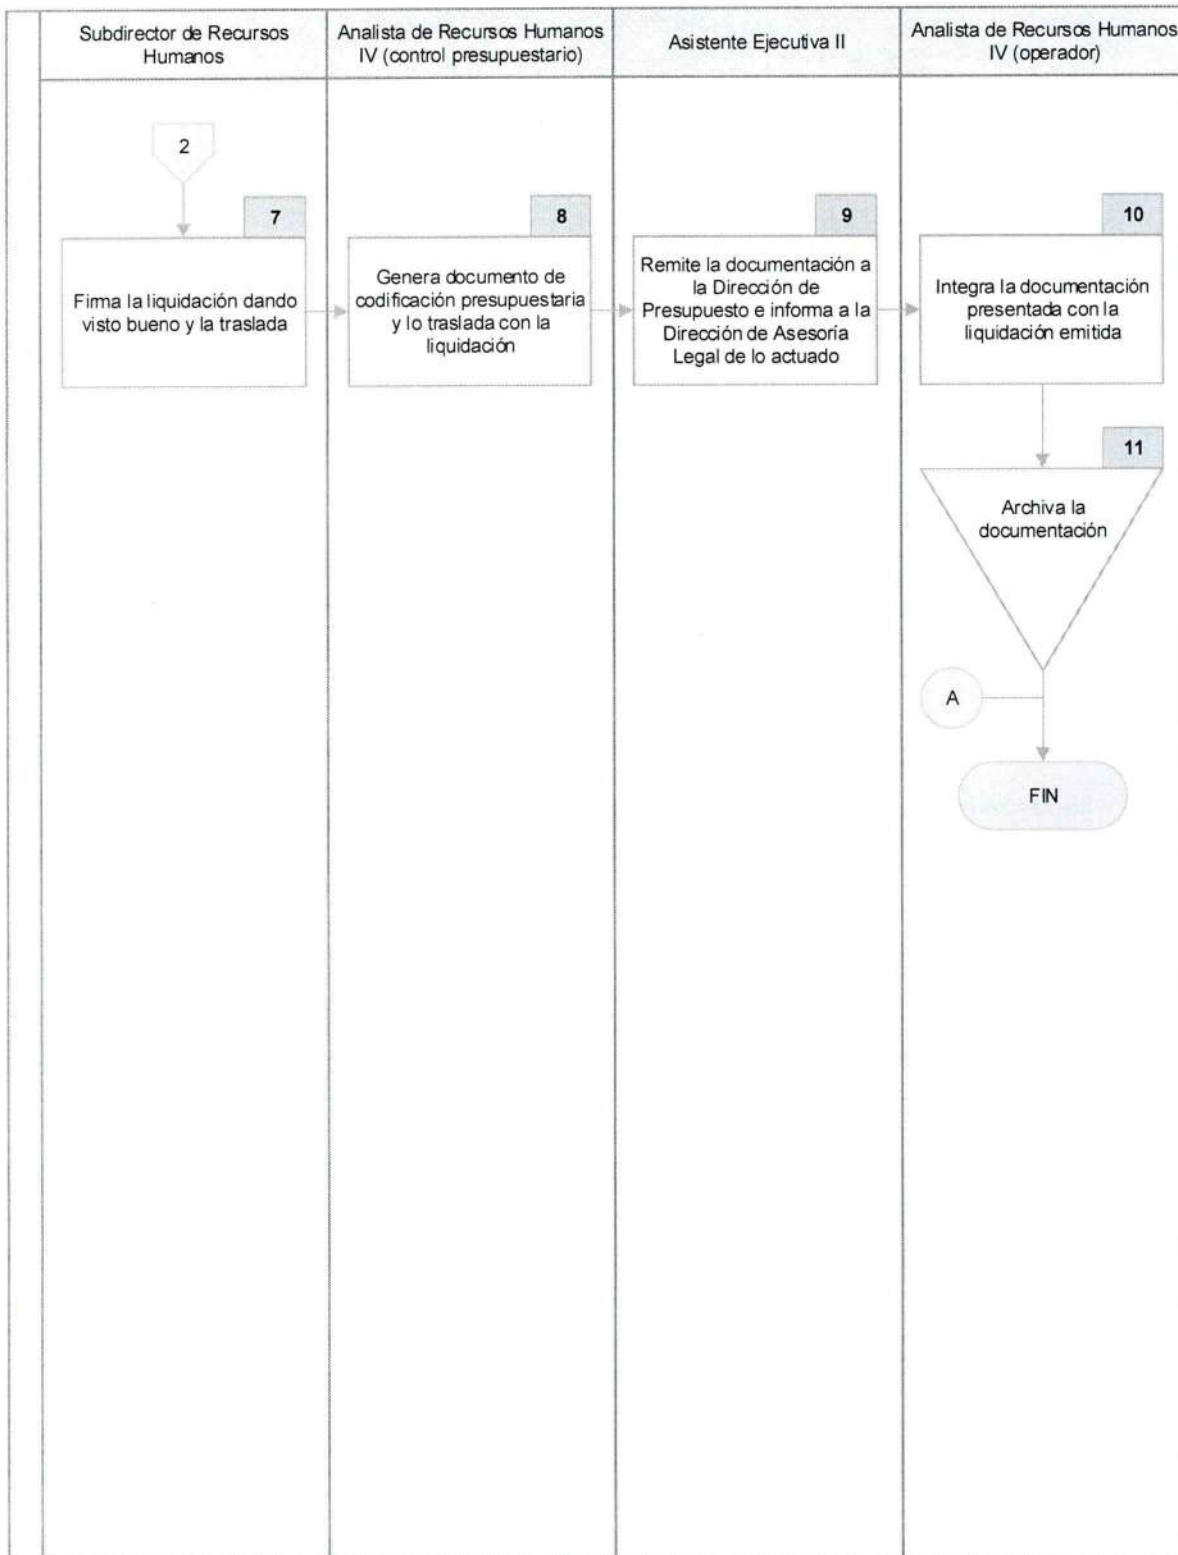 Subdirector de Recursos
Humanos
Analista de Recursos Humanos
IV (control presupuestario)
Asistente Ejecutiva II
Analista de Recursos Humanos
IV (operador)
2
7
Firma la liquidación dando
visto bueno y la traslada
8
Genera documento de
codificación presupuestaria
y lo traslada con la
liquidación
9
Remite la documentación a
la Dirección de
Presupuesto e informa a la
Dirección de Asesoría
Legal de lo actuado
10
Integra la documentación
presentada con la
liquidación emitida
11
Archiva la
documentación
A
FIN